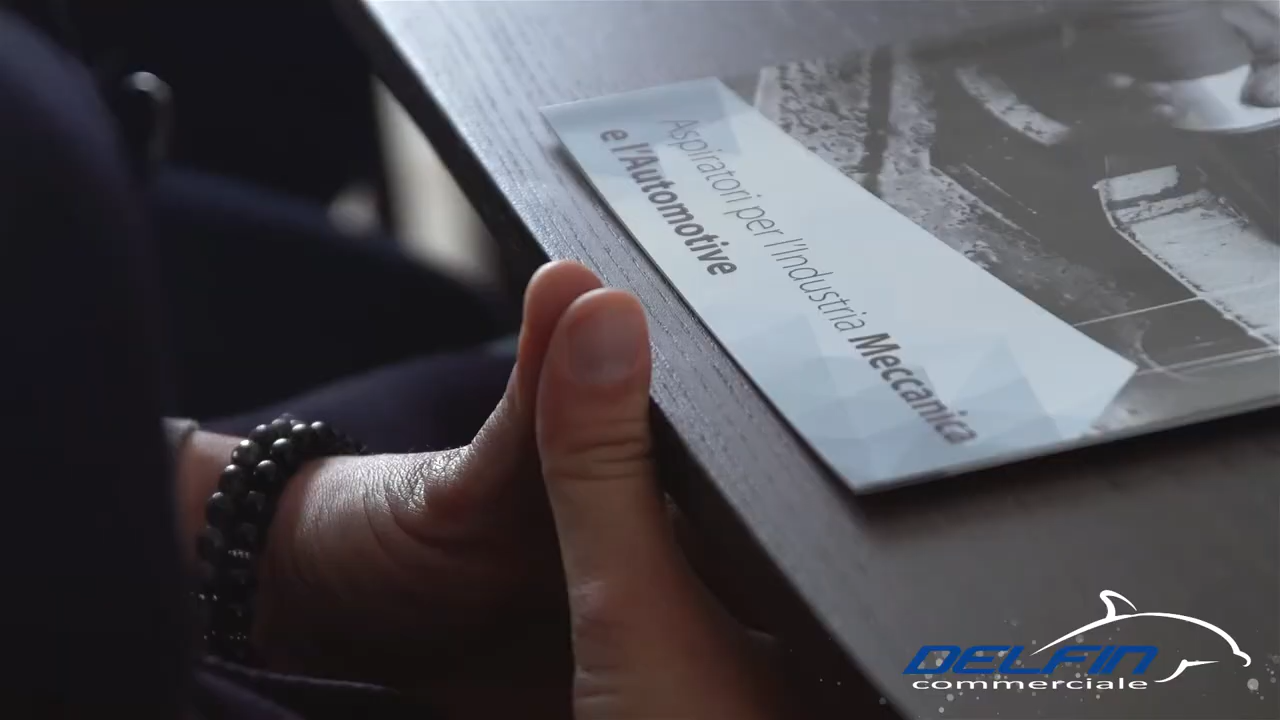 Aspiratori per l'Industria Meccanica
e l'Automotive
DELFIN
commerciale